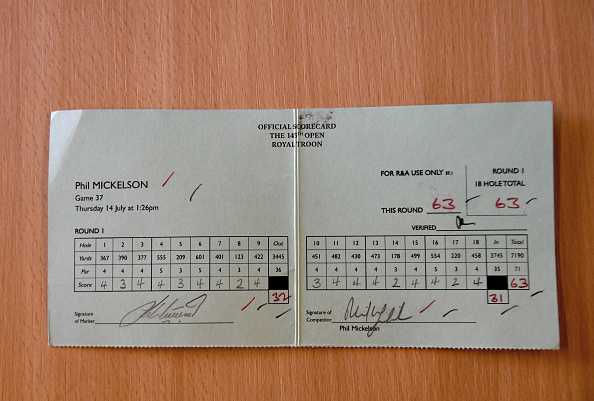 OFFICIAL SCORECARD
THE 145TH OPEN
ROYAL TROON
Phil MICKELSON
Game 37
Thursday 14 July at 1:26pm
ROUND 1
Hole 1 2 3 4 5 6 7 8 9 Out
Yards 367 390 377 555 209 601 401 123 422 3445
Par 4 4 4 5 3 5 4 3 4 36
Score 4 3 4 4 3 4 4 2 4
32
Signature
of Marker
FOR R&A USE ONLY
ROUND 1
18 HOLE TOTAL
THIS ROUND 63 63
VERIFIED
10 11 12 13 14 15 16 17 18 In Total
451 482 430 473 178 499 554 220 458 3745 7190
4 4 4 4 3 4 5 3 4 35 71
3 4 4 4 2 4 4 2 4 63
31
Signature of
Competitor
Phil Mickelson